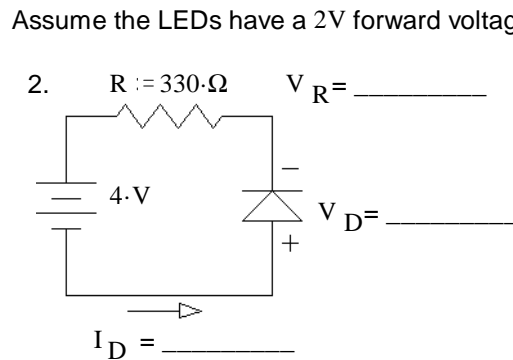 Assume the LEDs have a 2V forward voltag
2. R := 330·Ω V R= _________
4·V
−
V D= _________
+
I D = _________